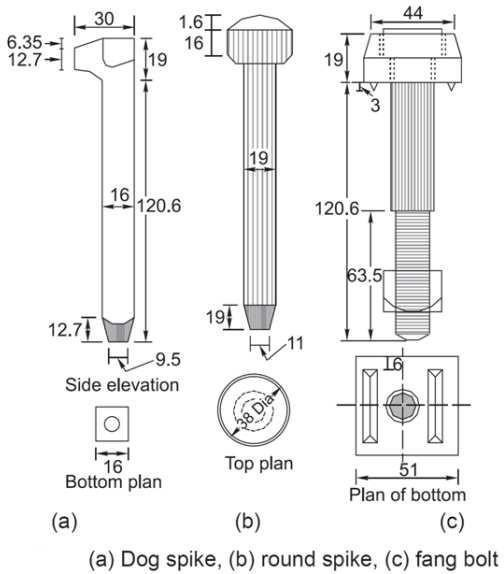 30
6.35
12.7
19
16
120.6
12.7
9.5
Side elevation
16
Bottom plan
(a)
1.6
16
19
19
11
38 Dia
Top plan
(b)
44
19
3
120.6
63.5
16
51
Plan of bottom
(c)
(a) Dog spike, (b) round spike, (c) fang bolt